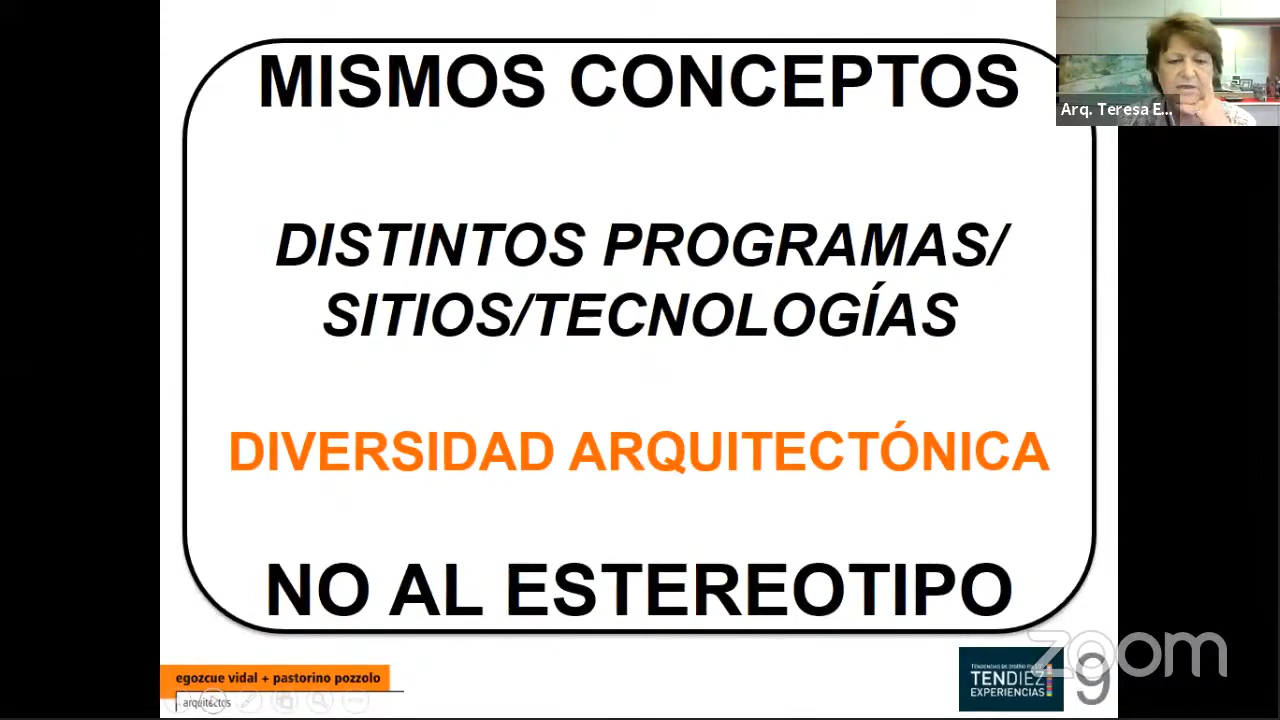 MISMOS CONCEPTOS
Arq. Teresa E...
DISTINTOS PROGRAMAS/
SITIOS/TECNOLOGÍAS
DIVERSIDAD ARQUITECTÓNICA
NO AL ESTEREOTIPO
zoom
egozcue vidal + pastorino pozzolo
arquitectos
TENDIEZ
EXPERIENCIAS
9